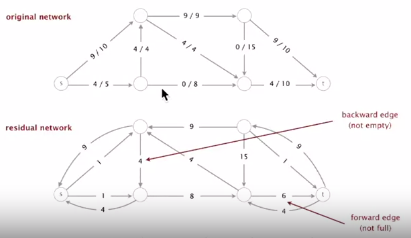 original network
9 / 9
9 / 10
4 / 4
4 / 4
0 / 15
9 / 10
s
4 / 5
0 / 8
4 / 10
t
residual network
backward edge
(not empty)
9
9
1
4
4
15
1
9
s
1
8
6
t
4
4
forward edge
(not full)